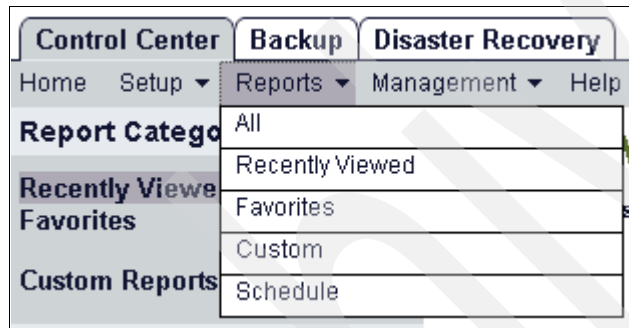 Control Center Backup Disaster Recovery
Home Setup Reports Management Help
Report Catego
All
Recently Viewed
Recently Viewe
Favorites
Favorites
Custom
Custom Reports
Schedule